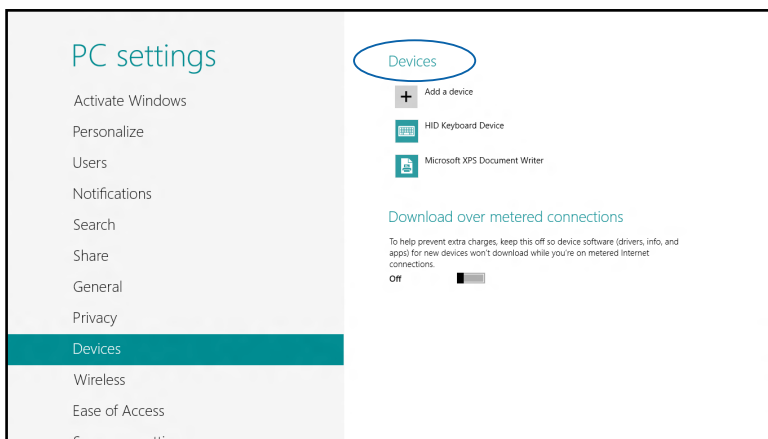 PC settings
Activate Windows
Personalize
Users
Notifications
Search
Share
General
Privacy
Devices
Wireless
Ease of Access
Devices
Add a device
HID Keyboard Device
Microsoft XPS Document Writer
Download over metered connections
To help prevent extra charges, keep this off so device software (drivers, info, and
apps) for new devices won't download while you're on metered Internet
connections.
Off